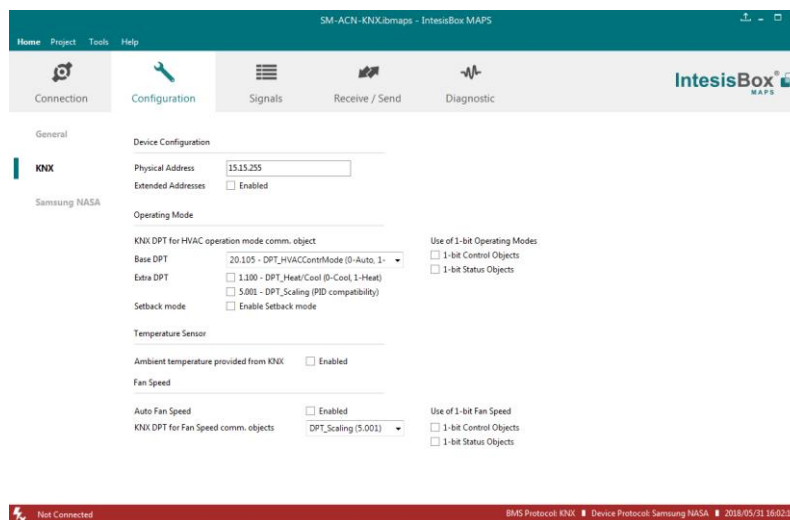 SM-ACN-KNX.ibmaps - IntesisBox MAPS
Home Project Tools Help
Connection Configuration Signals Receive / Send Diagnostic
IntesisBox®
MAPS
General
KNX
Samsung NASA
Device Configuration
Physical Address 15.15.255
Extended Addresses Enabled
Operating Mode
KNX DPT for HVAC operation mode comm. object Use of 1-bit Operating Modes
Base DPT 20.105 - DPT_HVACContrMode (0-Auto, 1- 1-bit Control Objects
Extra DPT 1.100 - DPT_Heat/Cool (0-Cool, 1-Heat) 1-bit Status Objects
5.001 - DPT_Scaling (PID compatibility)
Setback mode Enable Setback mode
Temperature Sensor
Ambient temperature provided from KNX Enabled
Fan Speed
Auto Fan Speed Enabled Use of 1-bit Fan Speed
KNX DPT for Fan Speed comm. objects DPT_Scaling (5.001) 1-bit Control Objects
1-bit Status Objects
Not Connected BMS Protocol: KNX Device Protocol: Samsung NASA 2018/05/31 16:02:1